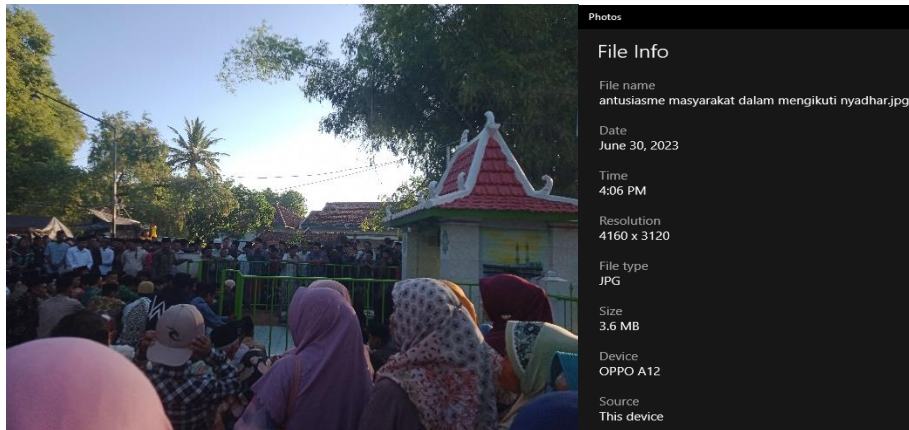 Photos
File Info
File name
antusiasme masyarakat dalam mengikuti nyadhar.jpg
Date
June 30, 2023
Time
4:06 PM
Resolution
4160 x 3120
File type
JPG
Size
3.6 MB
Device
OPPO A12
Source
This device